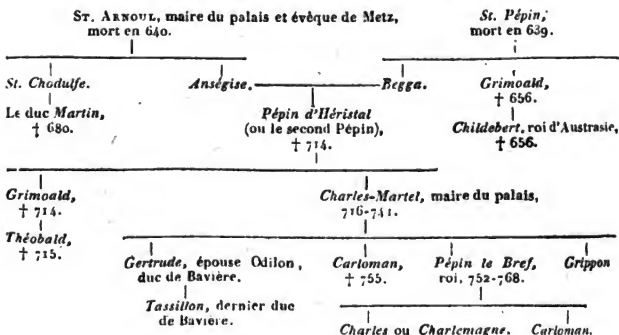 St. Arnoul, maire du palais et évêque de Metz,
mort en 640.
St. Pépin,
mort en 639.
St. Chodulfe.
Anségise.
Begga.
Grimoald,
† 656.
Le duc Martin,
† 680.
Pépin d'Héristal
(ou le second Pépin),
† 714.
Childebert, roi d'Austrasie,
† 656.
Grimoald,
† 714.
Charles-Martel, maire du palais,
716-741.
Théobald,
† 715.
Gertrude, épouse Odilon,
duc de Bavière.
Carloman,
† 755.
Pépin le Bref,
roi, 752-768.
Grippon
Tassillon, dernier duc
de Bavière.
Charles ou Charlemagne.
Carloman.